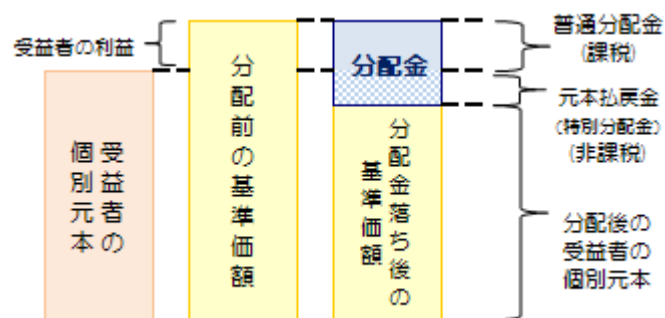 受益者の利益
受益者の
個別元本
分配前の基準価額
分配金
分配金落ち後の
基準価額
普通分配金
(課税)
元本払戻金
(特別分配金)
(非課税)
分配後の
受益者の
個別元本